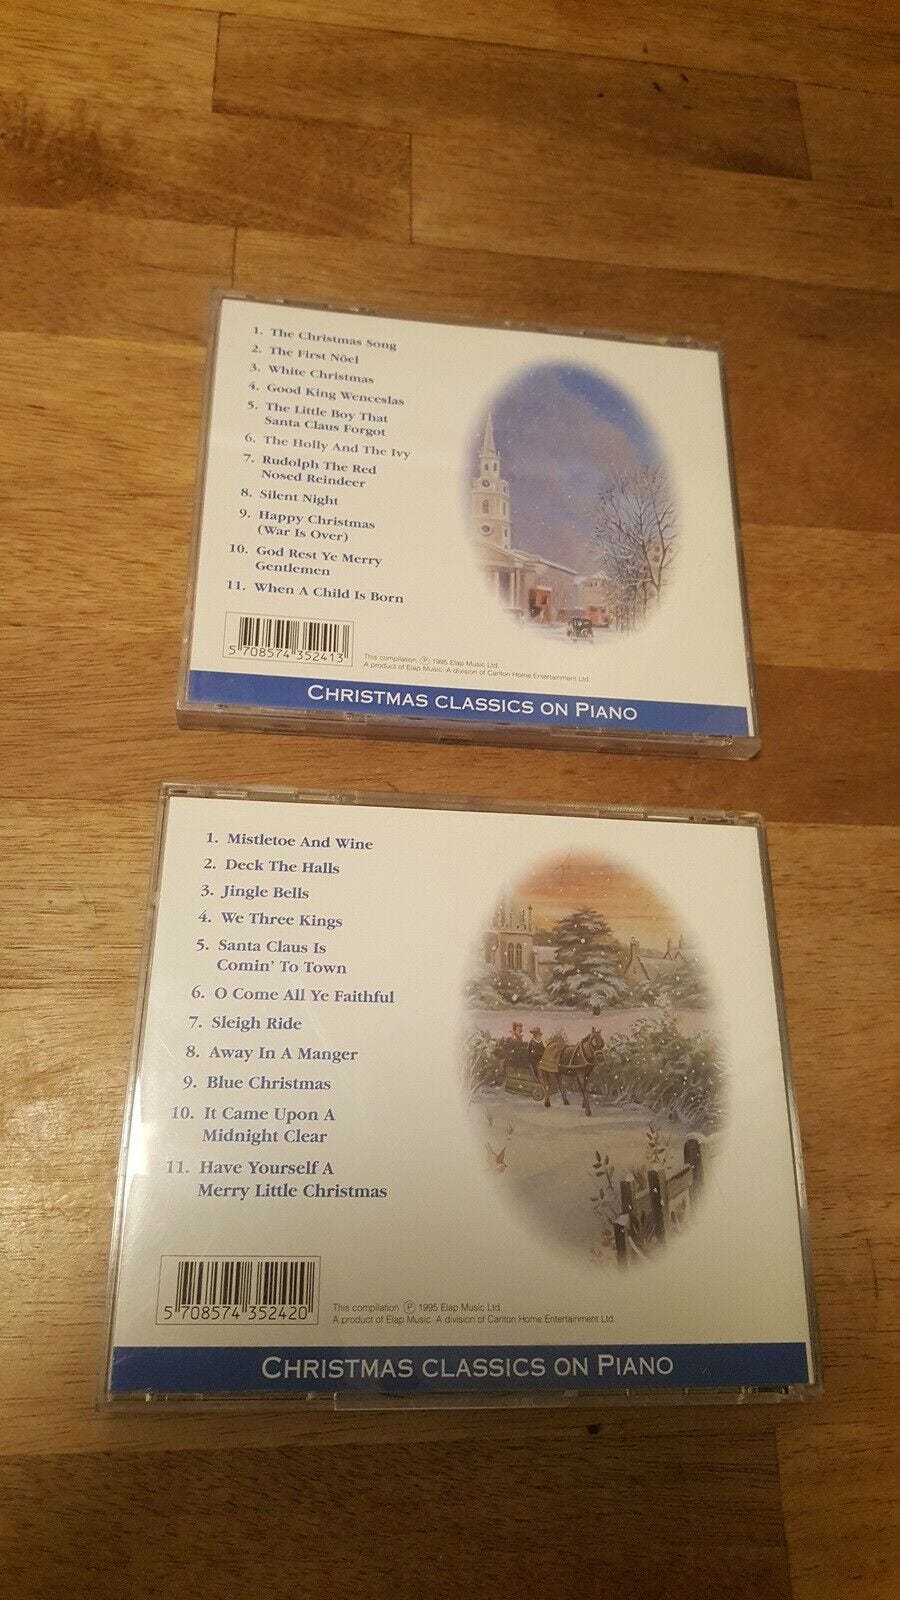 1. The Christmas Song
2. The First Nöel
3. White Christmas
4. Good King Wenceslas
5. The Little Boy That
Santa Claus Forgot
6. The Holly And The Ivy
7. Rudolph The Red
Nosed Reindeer
8. Silent Night
9. Happy Christmas
(War Is Over)
10. God Rest Ye Merry
Gentlemen
11. When A Child Is Born
5 708574 352413
This compilation ℗ 1995 Elap Music Ltd.
A product of Elap Music. A division of Carlton Home Entertainment Ltd.
CHRISTMAS CLASSICS ON PIANO
1. Mistletoe And Wine
2. Deck The Halls
3. Jingle Bells
4. We Three Kings
5. Santa Claus Is
Comin' To Town
6. O Come All Ye Faithful
7. Sleigh Ride
8. Away In A Manger
9. Blue Christmas
10. It Came Upon A
Midnight Clear
11. Have Yourself A
Merry Little Christmas
5 708574 352420
This compilation ℗ 1995 Elap Music Ltd.
A product of Elap Music. A division of Carlton Home Entertainment Ltd.
CHRISTMAS CLASSICS ON PIANO